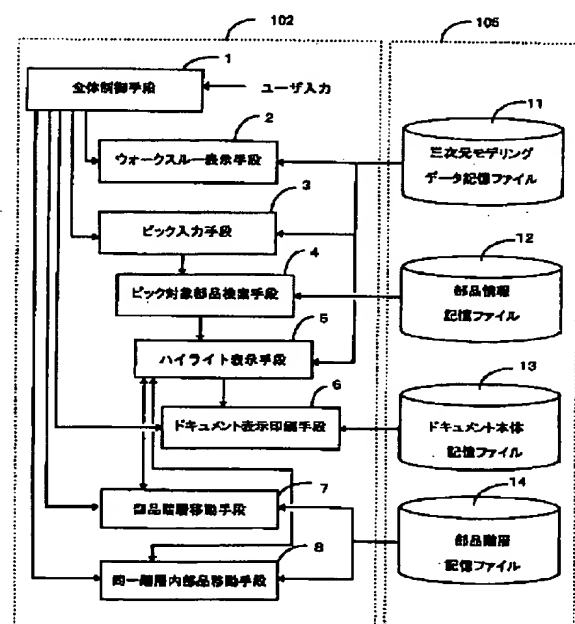 102
105
1
全体制御手段
ユーザ入力
2
ウォークスルー表示手段
3
ピック入力手段
4
ピック対象部品検索手段
5
ハイライト表示手段
6
ドキュメント表示印刷手段
7
部品階層移動手段
8
同一階層内部品移動手段
11
三次元モデリング
データ記憶ファイル
12
部品情報
記憶ファイル
13
ドキュメント本体
記憶ファイル
14
部品階層
記憶ファイル